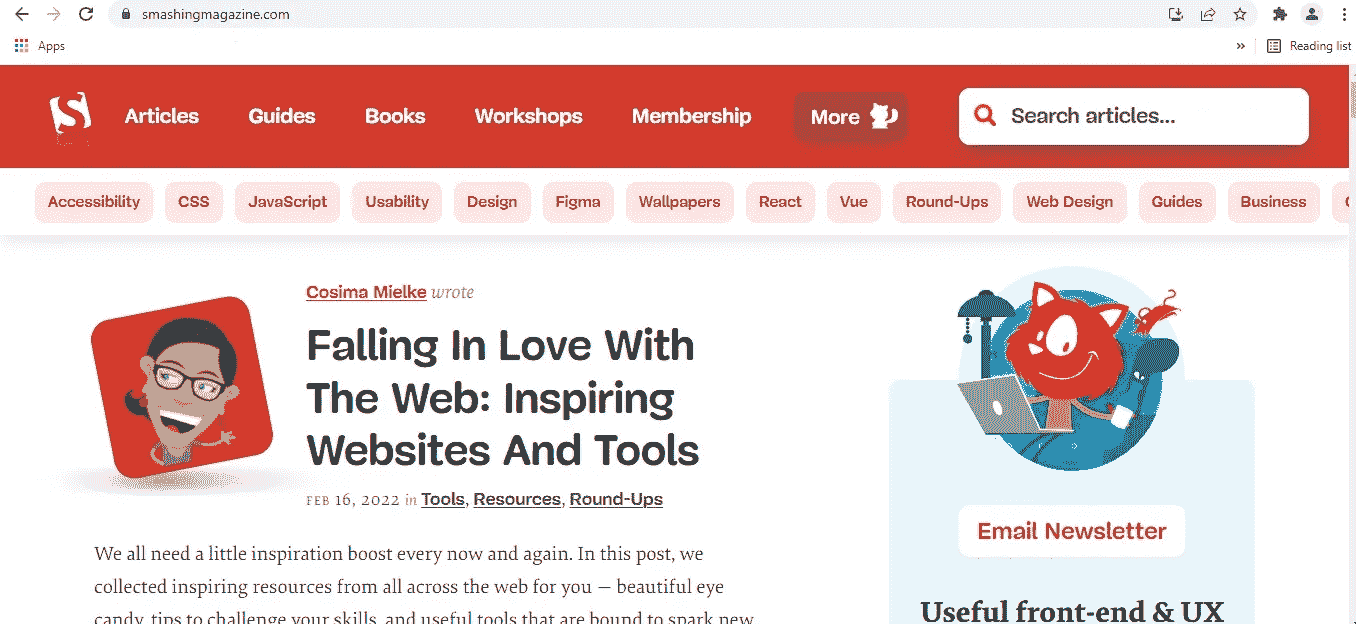 smashingmagazine.com
Apps
» Reading list
Articles Guides Books Workshops Membership More Search articles...
Accessibility CSS JavaScript Usability Design Figma Wallpapers React Vue Round-Ups Web Design Guides Business
Cosima Mielke wrote
Falling In Love With
The Web: Inspiring
Websites And Tools
FEB 16, 2022 in Tools, Resources, Round-Ups
We all need a little inspiration boost every now and again. In this post, we
collected inspiring resources from all across the web for you — beautiful eye
candy, tips to challenge your skills, and useful tools that are bound to spark new
Email Newsletter
Useful front-end & UX